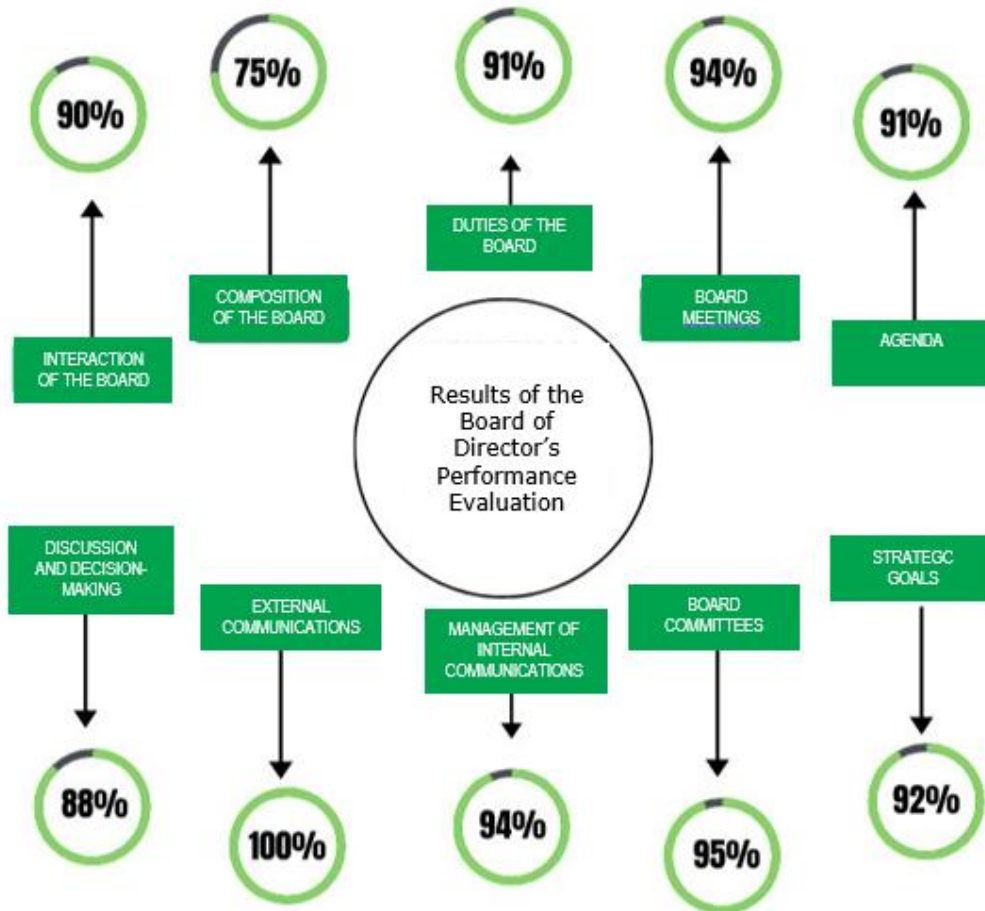 90%
75%
91%
94%
91%
DUTIES OF THE
BOARD
COMPOSITION
OF THE BOARD
BOARD
MEETINGS
INTERACTION
OF THE BOARD
AGENDA
Results of the
Board of
Director’s
Performance
Evaluation
DISCUSSION
AND DECISION-
MAKING
EXTERNAL
COMMUNICATIONS
MANAGEMENT OF
INTERNAL
COMMUNICATIONS
BOARD
COMMITTEES
STRATEGC
GOALS
88%
100%
94%
95%
92%